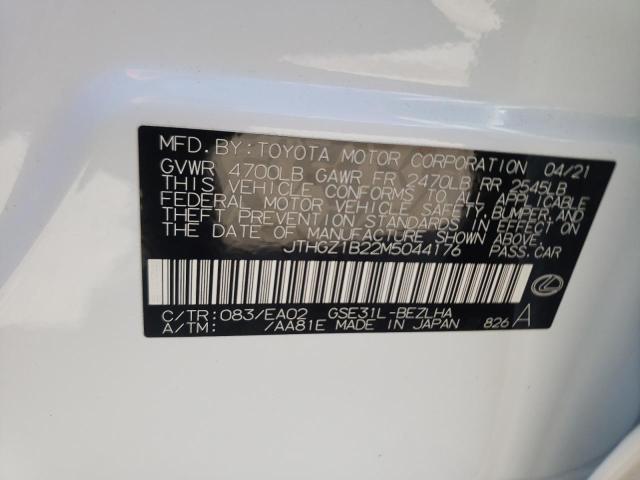 MFD. BY: TOYOTA MOTOR CORPORATION 04/21
GVWR 4700LB GAWR FR 2470LB RR 2545LB
THIS VEHICLE CONFORMS TO ALL APPLICABLE
FEDERAL MOTOR VEHICLE SAFETY, BUMPER, AND
THEFT PREVENTION STANDARDS IN EFFECT ON
THE DATE OF MANUFACTURE SHOWN ABOVE.
JTHGZ1B22M5044176 PASS.CAR
C/TR: 083/EA02 GSE31L-BEZLHA
A/TM: /AA81E MADE IN JAPAN 826 A